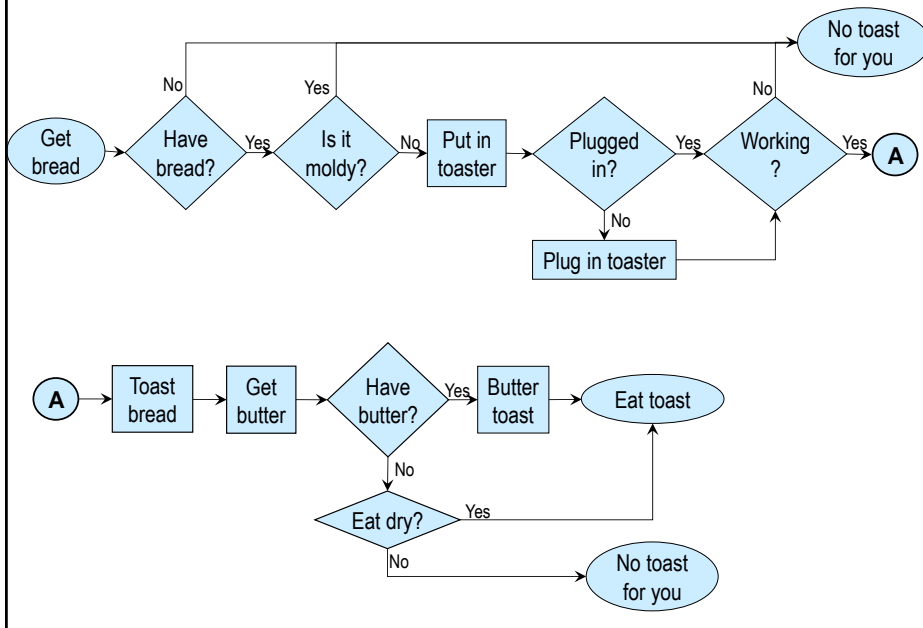 No toast
for you
No
Yes
No
Get
bread
Have
bread?
Yes
Is it
moldy?
No
Put in
toaster
Plugged
in?
Yes
Working
?
Yes
A
No
Plug in toaster
A
Toast
bread
Get
butter
Have
butter?
Yes
Butter
toast
Eat toast
No
Eat dry?
Yes
No
No toast
for you